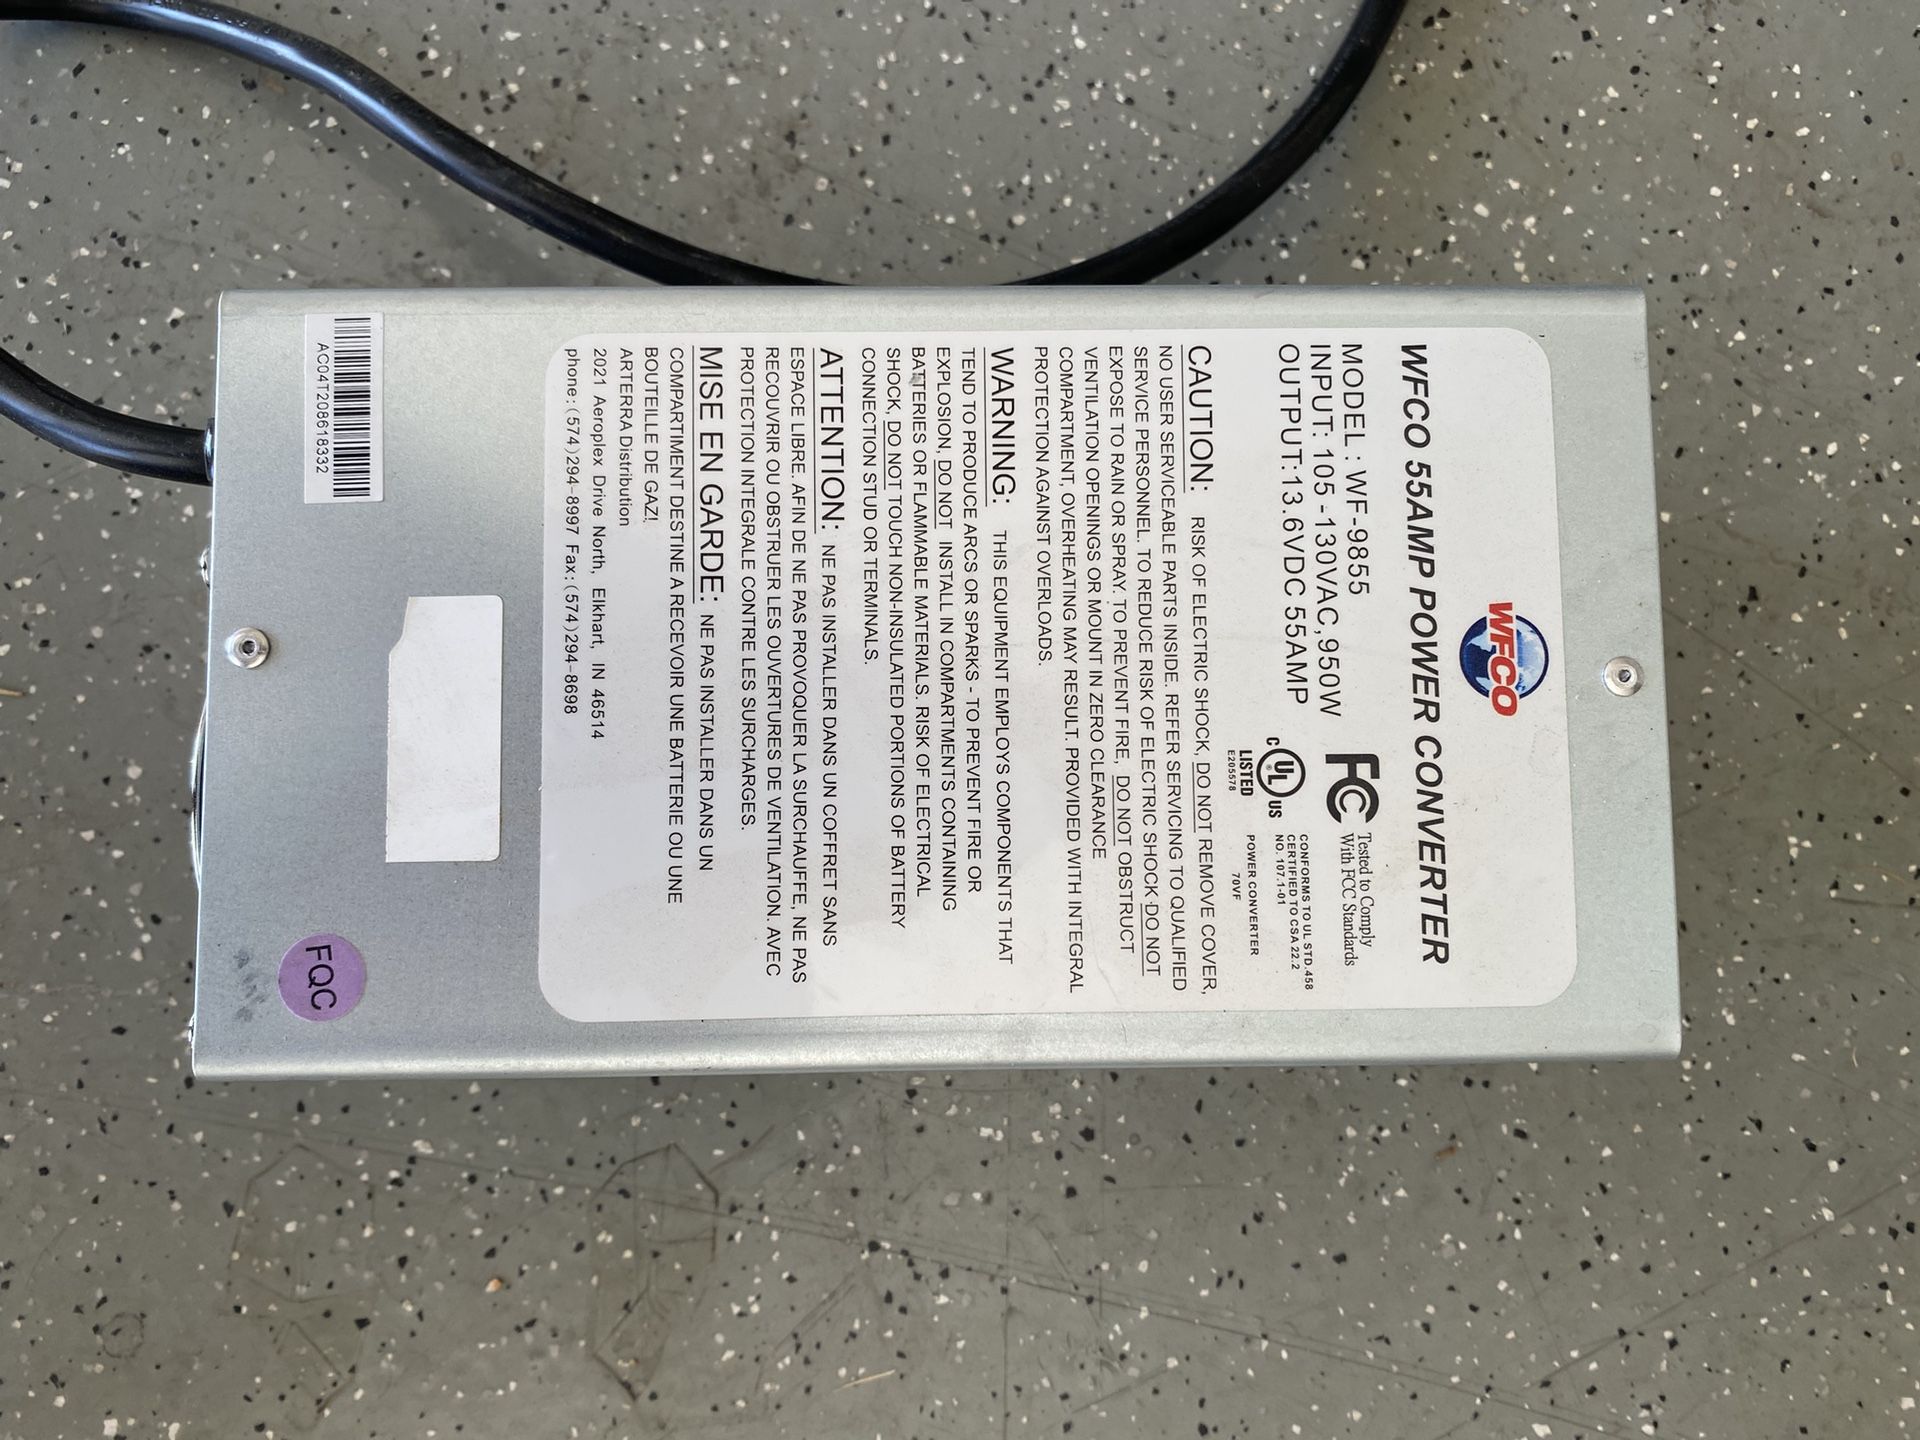 WFCO
WFCO 55AMP POWER CONVERTER
MODEL: WF-9855
INPUT: 105-130VAC,950W
OUTPUT:13.6VDC 55AMP
FC
Tested to Comply
With FCC Standards
C UL US
LISTED
E205578
CONFORMS TO UL STD.458
CERTIFIED TO CSA 22.2
NO.107.1-01
POWER CONVERTER
70VF
CAUTION: RISK OF ELECTRIC SHOCK, DO NOT REMOVE COVER,
NO USER SERVICEABLE PARTS INSIDE. REFER SERVICING TO QUALIFIED
SERVICE PERSONNEL. TO REDUCE RISK OF ELECTRIC SHOCK-DO NOT
EXPOSE TO RAIN OR SPRAY. TO PREVENT FIRE, DO NOT OBSTRUCT
VENTILATION OPENINGS OR MOUNT IN ZERO CLEARANCE
COMPARTMENT, OVERHEATING MAY RESULT. PROVIDED WITH INTEGRAL
PROTECTION AGAINST OVERLOADS.
WARNING: THIS EQUIPMENT EMPLOYS COMPONENTS THAT
TEND TO PRODUCE ARCS OR SPARKS - TO PREVENT FIRE OR
EXPLOSION, DO NOT INSTALL IN COMPARTMENTS CONTAINING
BATTERIES OR FLAMMABLE MATERIALS. RISK OF ELECTRICAL
SHOCK, DO NOT TOUCH NON-INSULATED PORTIONS OF BATTERY
CONNECTION STUD OR TERMINALS.
ATTENTION: NE PAS INSTALLER DANS UN COFFRET SANS
ESPACE LIBRE. AFIN DE NE PAS PROVOQUER LA SURCHAUFFE, NE PAS
RECOUVRIR OU OBSTRUER LES OUVERTURES DE VENTILATION. AVEC
PROTECTION INTEGRALE CONTRE LES SURCHARGES.
MISE EN GARDE: NE PAS INSTALLER DANS UN
COMPARTIMENT DESTINE A RECEVOIR UNE BATTERIE OU UNE
BOUTEILLE DE GAZ!
ARTERRA Distribution
2021 Aeroplex Drive North, Elkhart, IN 46514
phone:(574)294-8997 Fax:(574)294-8698
AC04T208618332
FQC